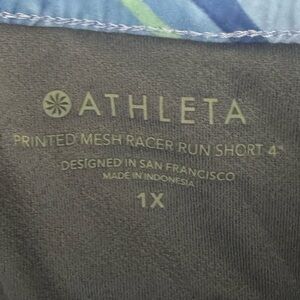 ATHLETA
PRINTED MESH RACER RUN SHORT 4"
DESIGNED IN SAN FRANCISCO
MADE IN INDONESIA
1X